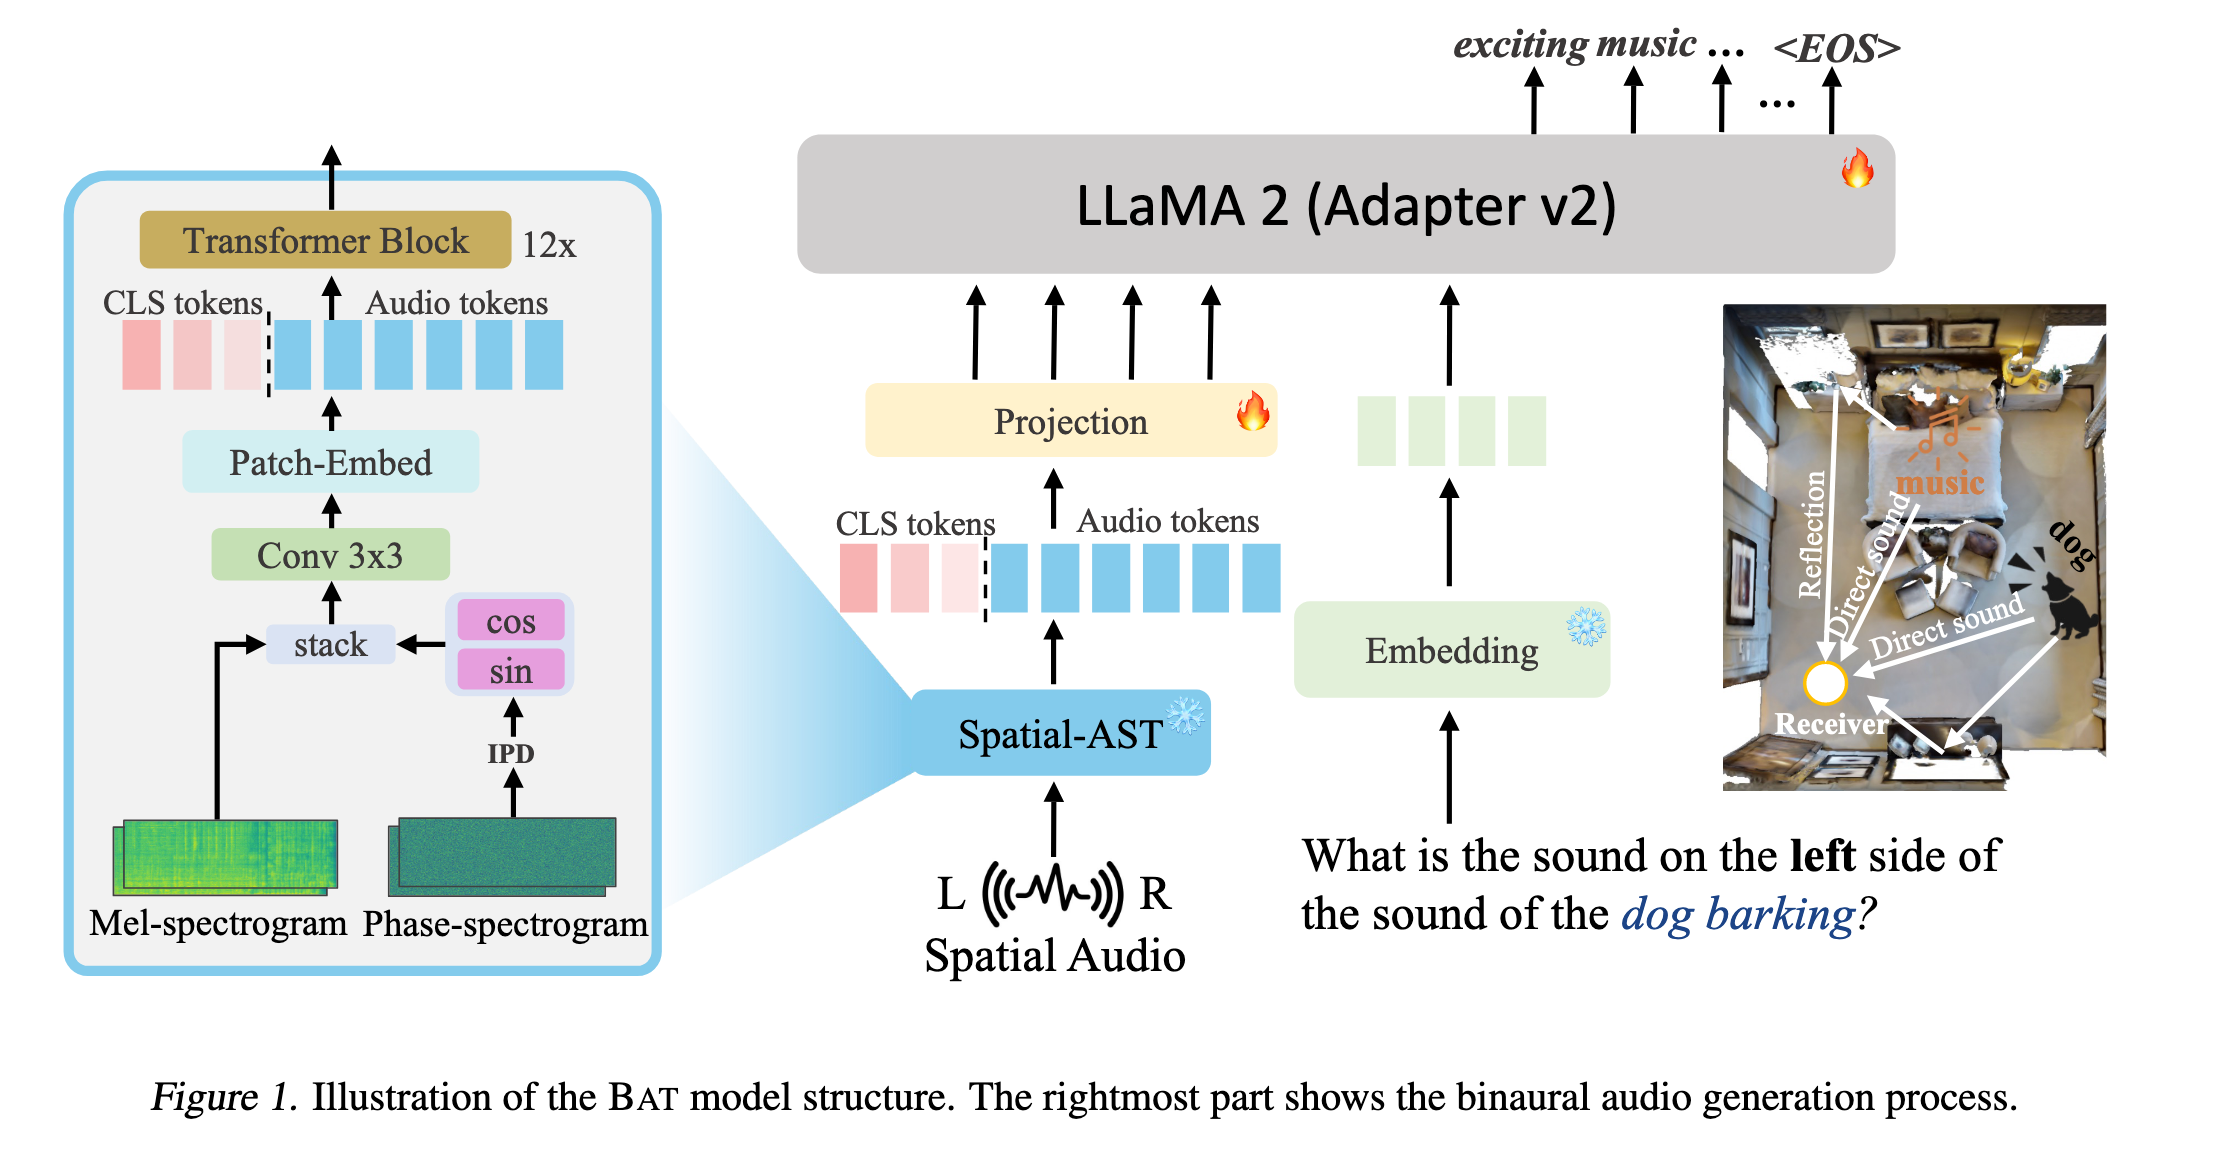 exciting music ... <EOS>
...
LLaMA 2 (Adapter v2)
Transformer Block 12x
CLS tokens Audio tokens
Patch-Embed
Conv 3x3
stack
cos
sin
IPD
Mel-spectrogram Phase-spectrogram
Projection
CLS tokens Audio tokens
Spatial-AST
L R
Spatial Audio
Embedding
What is the sound on the left side of
the sound of the dog barking?
music
dog
Reflection
Direct sound
Direct sound
Receiver
Figure 1. Illustration of the BAT model structure. The rightmost part shows the binaural audio generation process.